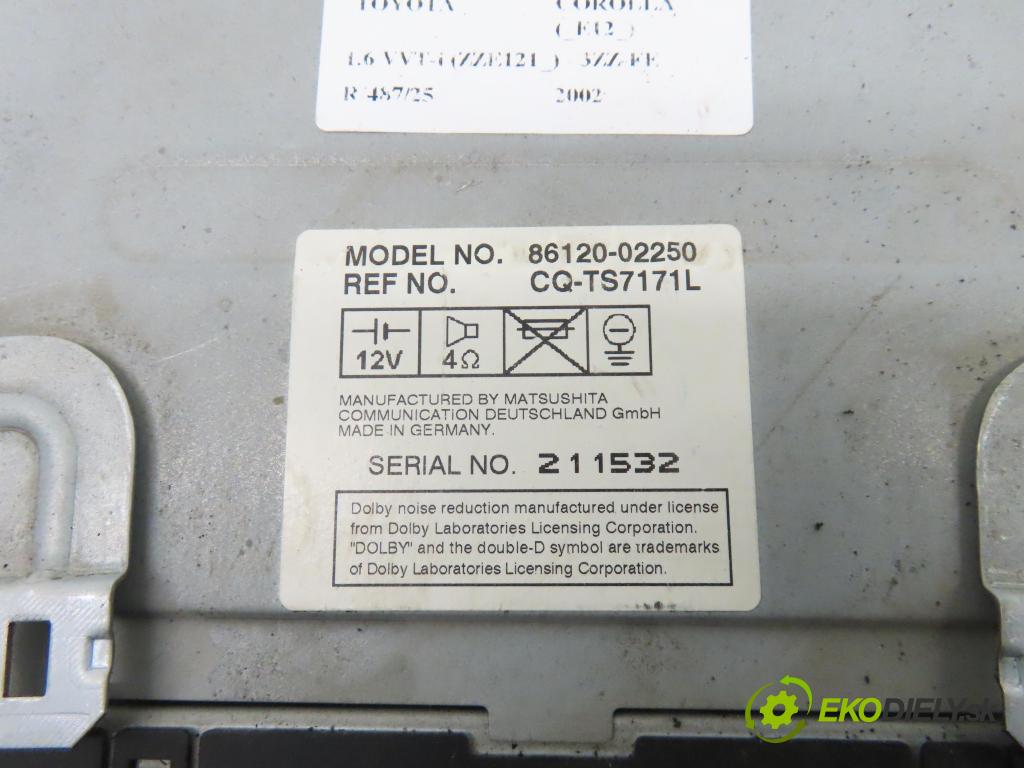 TOYOTA COROLLA
(_E12_)
1.6 VVT-i (ZZE121_) 3ZZ-FE
R/487/25 2002
MODEL NO. 86120-02250
REF NO. CQ-TS7171L
12V 4Ω
MANUFACTURED BY MATSUSHITA
COMMUNICATION DEUTSCHLAND GmbH
MADE IN GERMANY.
SERIAL NO. 211532
Dolby noise reduction manufactured under license
from Dolby Laboratories Licensing Corporation.
"DOLBY" and the double-D symbol are trademarks
of Dolby Laboratories Licensing Corporation.
EKODIELY.sk